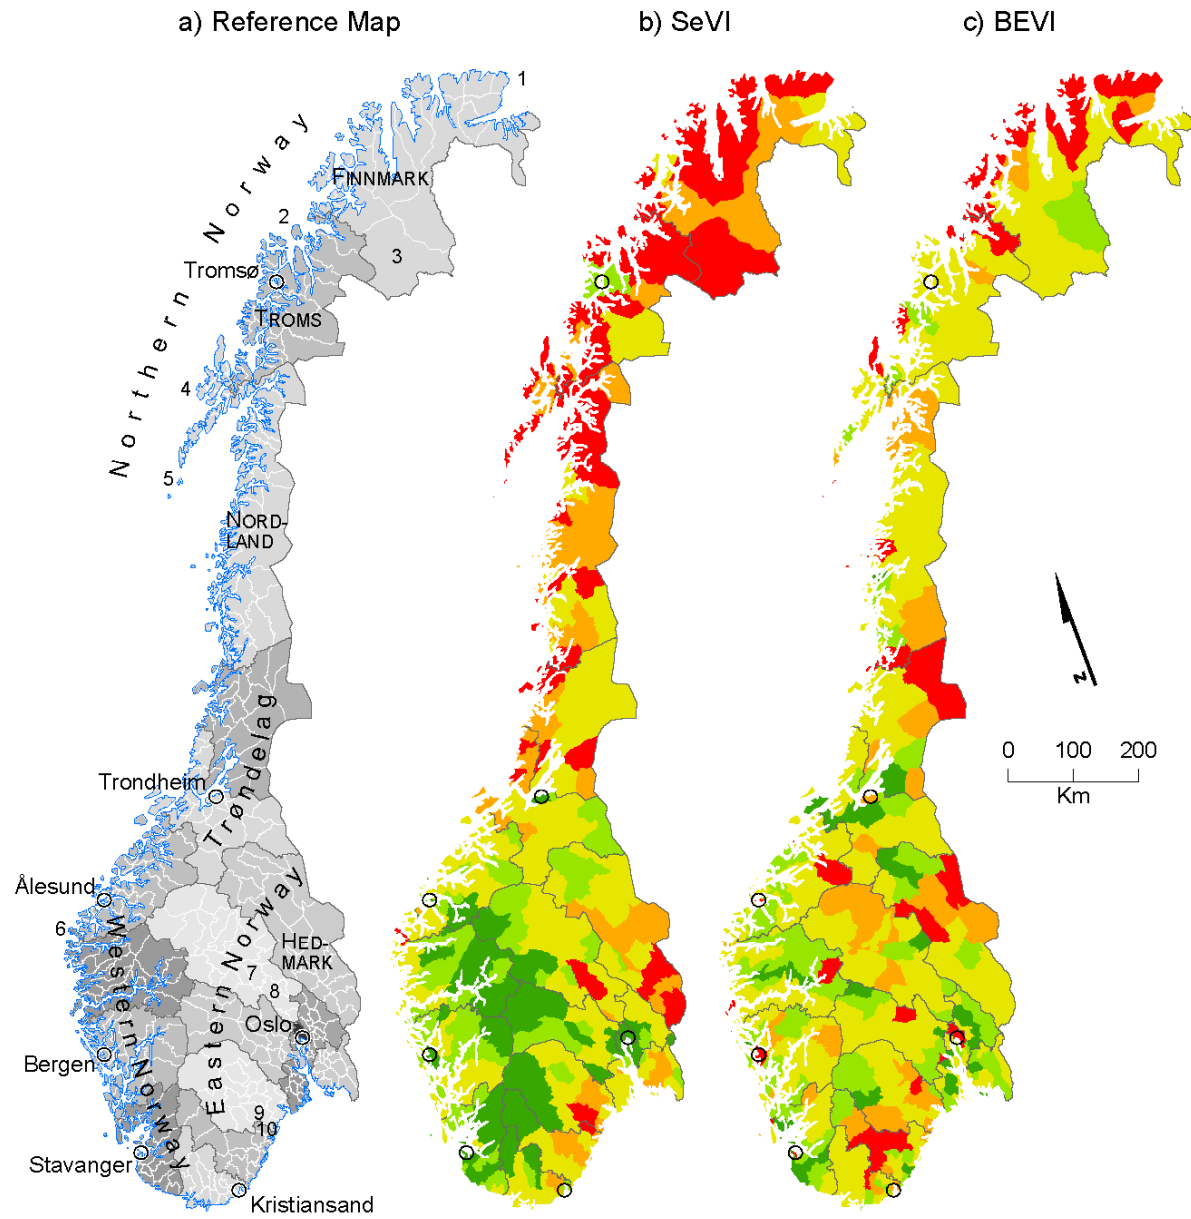 a) Reference Map
b) SeVI
c) BEVI
1
Northern Norway
FINNMARK
2
3
Tromsø
TROMS
4
5
NORD-
LAND
z
0 100 200
Km
Trøndelag
Trondheim
Ålesund
6
Western Norway
Eastern Norway
HED-
MARK
7
8
Oslo
Bergen
9
10
Stavanger
Kristiansand